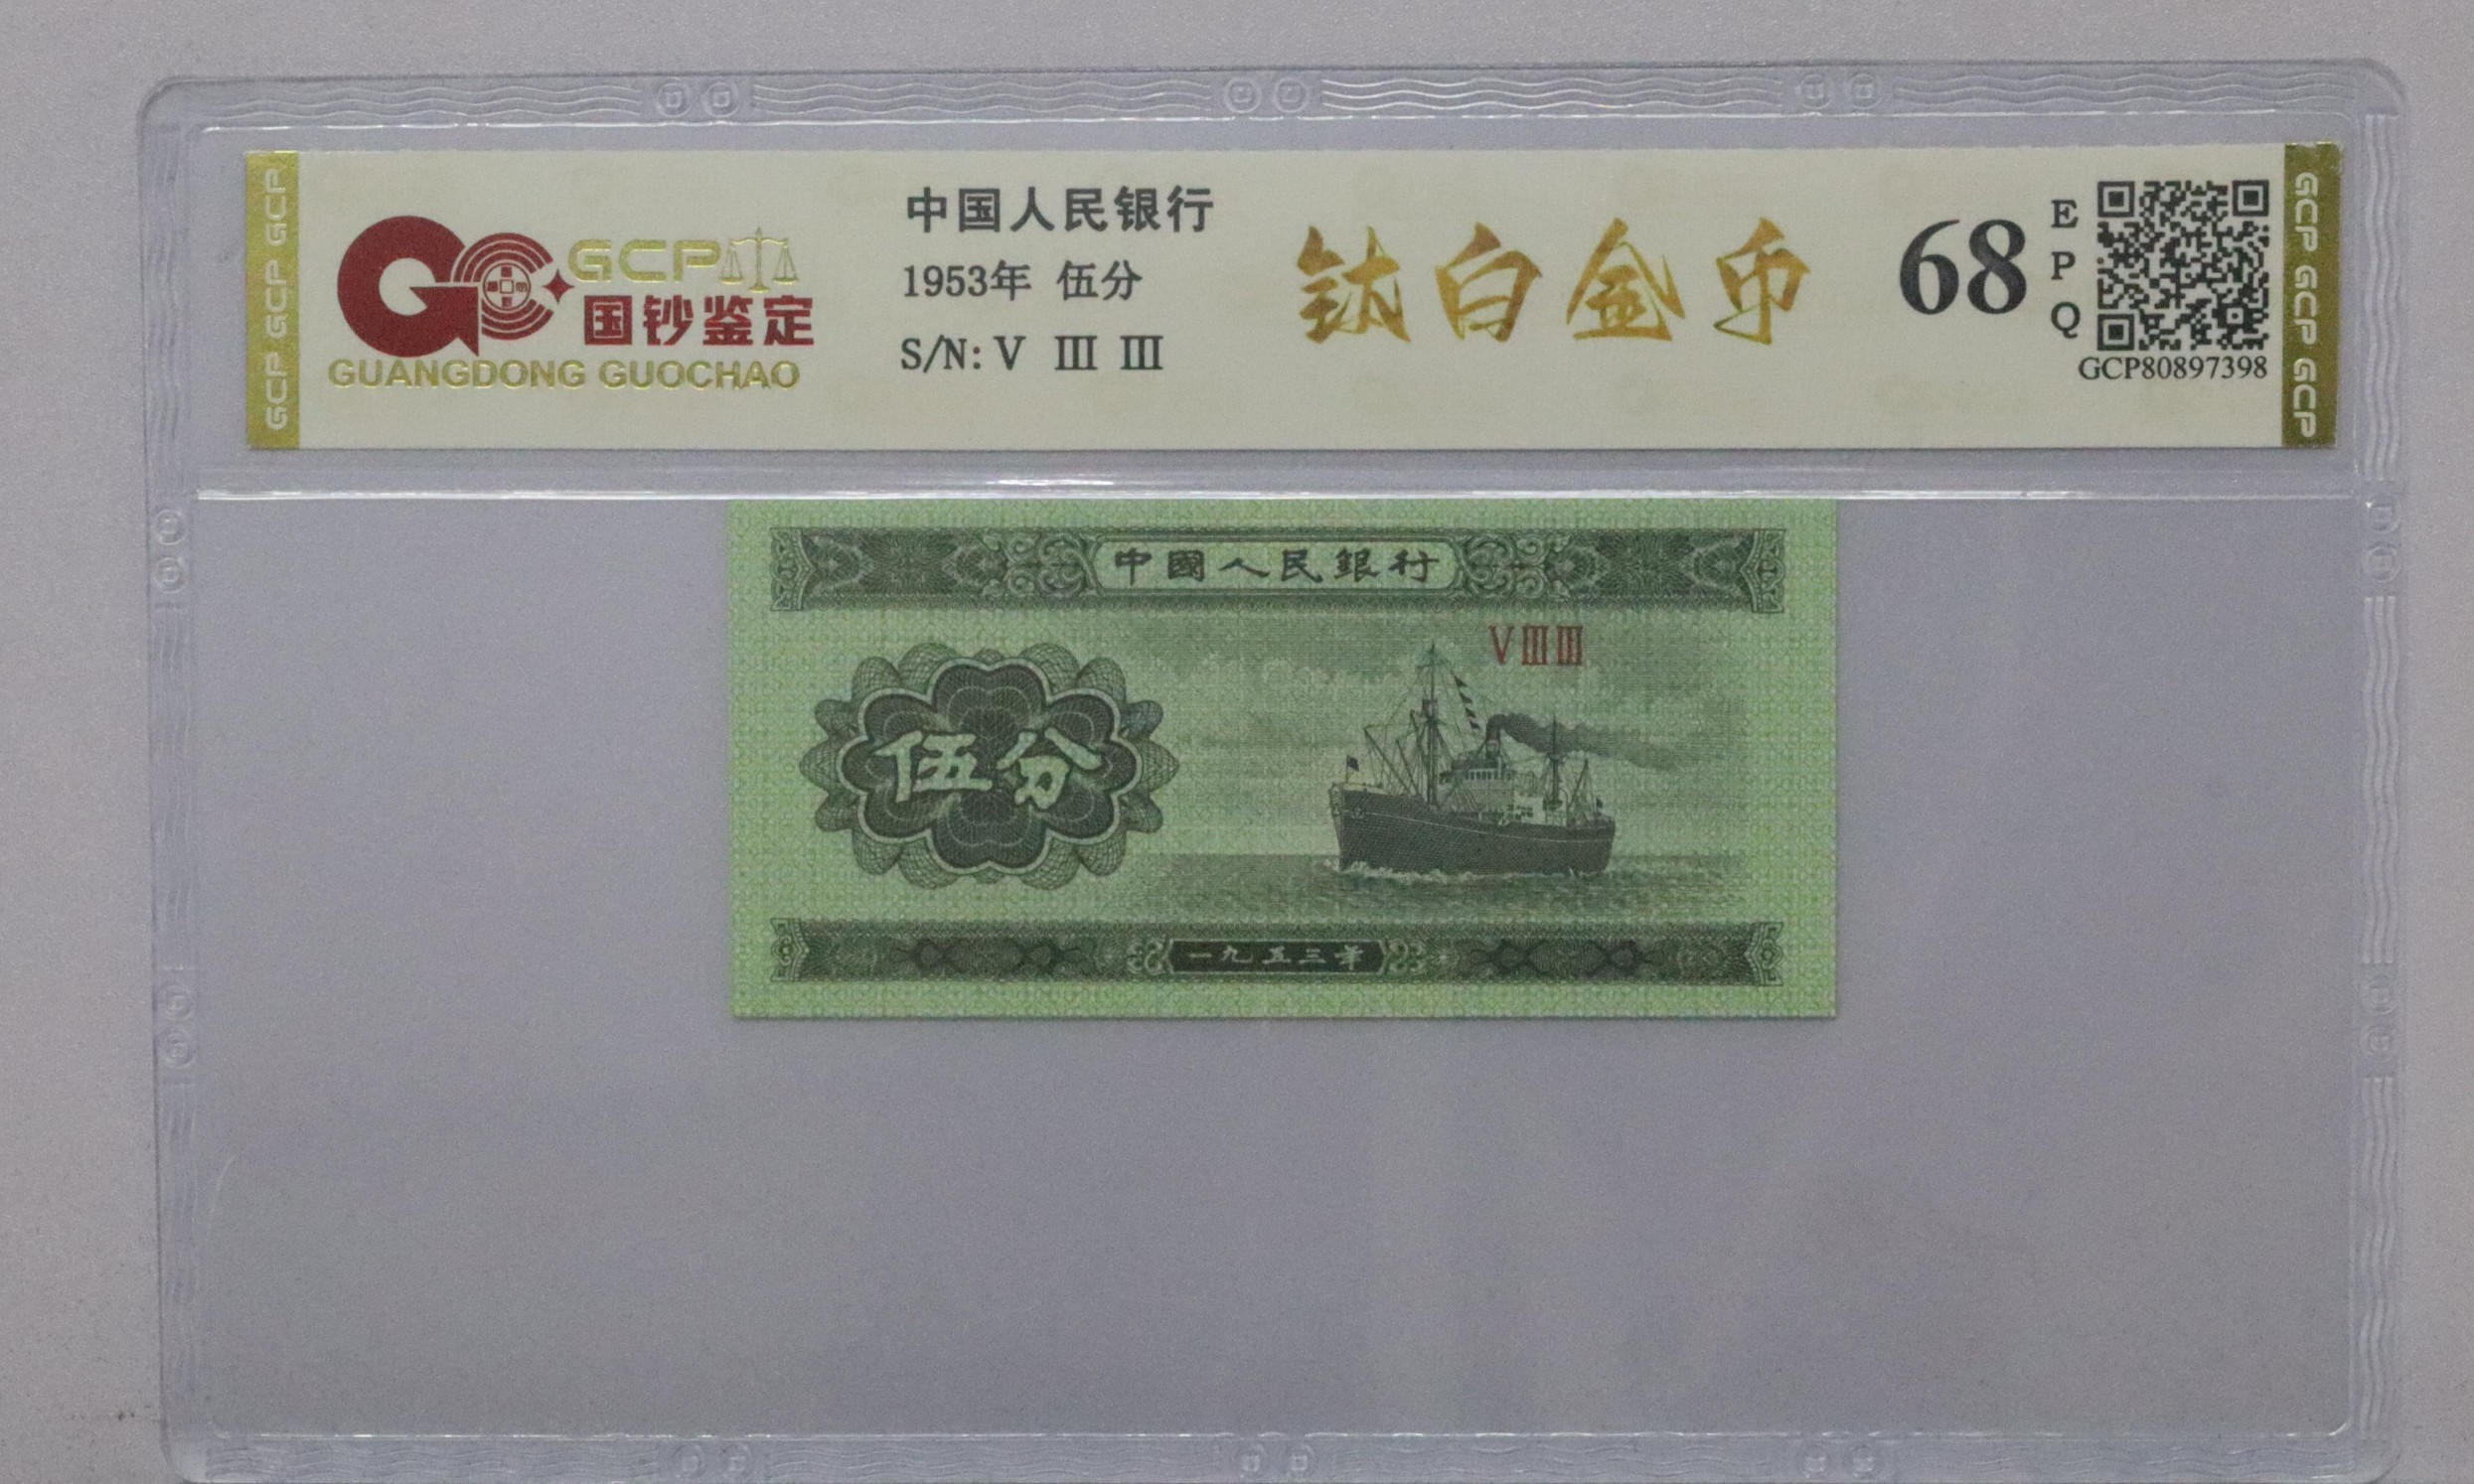 GCP GCP GCP
GCP
国钞鉴定
GUANGDONG GUOCHAO
中国人民银行
1953年 伍分
S/N: V III III
钛白金币
68
E
P
Q
GCP80897398
GCP GCP GCP
中國人民銀行
V III III
伍分
一九五三年